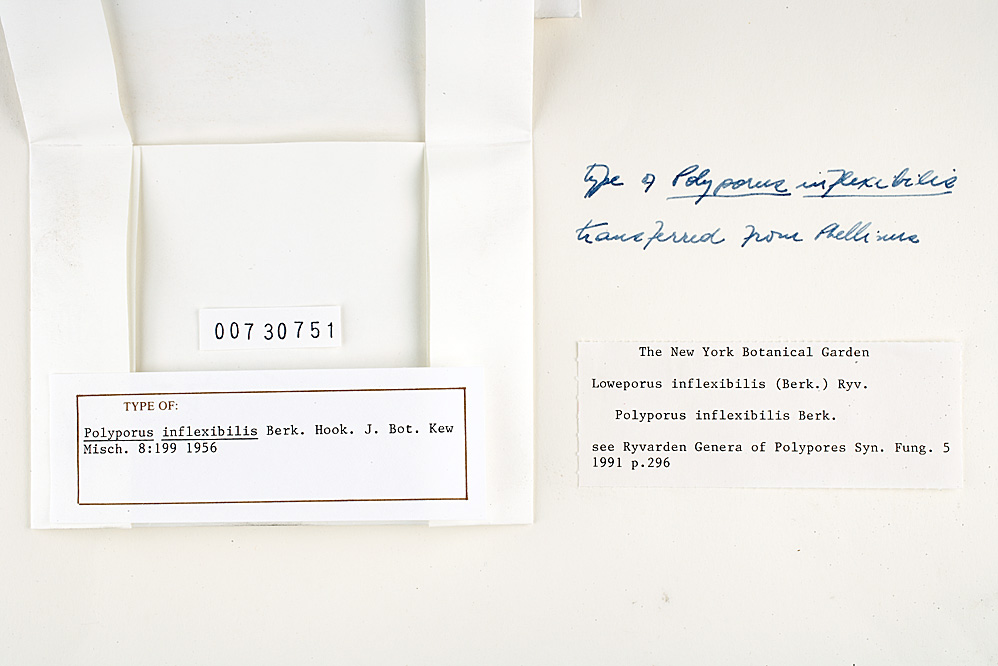 type of Polyporus inflexibilis
transferred from Phellinus
00730751
The New York Botanical Garden
Loweporus inflexibilis (Berk.) Ryv.
Polyporus inflexibilis Berk.
see Ryvarden Genera of Polypores Syn. Fung. 5
1991 p.296
TYPE OF:
Polyporus inflexibilis Berk. Hook. J. Bot. Kew
Misch. 8:199 1956